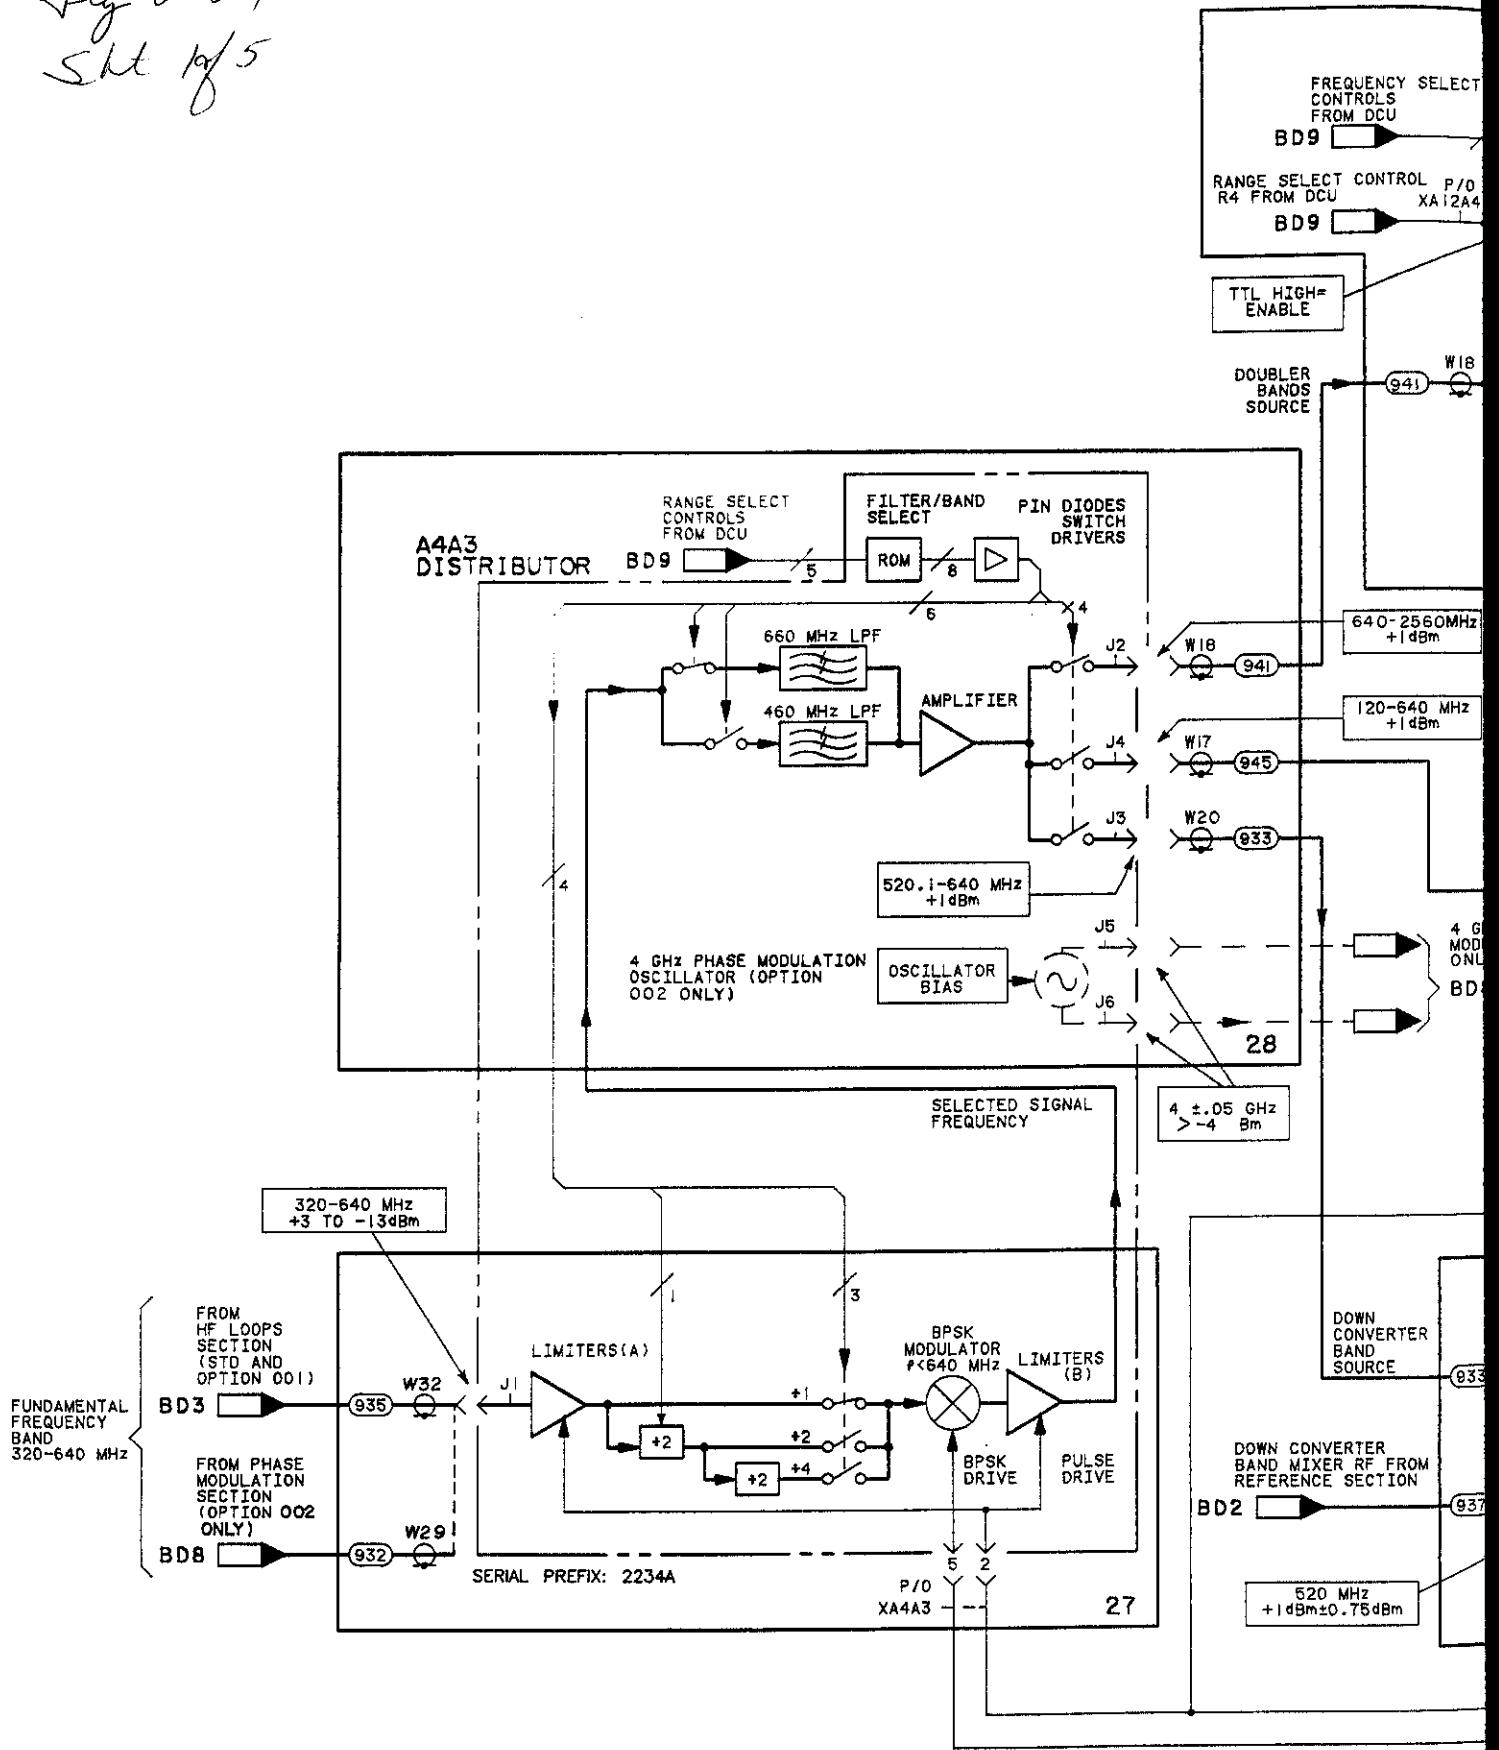 Sht 1 of 5
FREQUENCY SELECT
CONTROLS
FROM DCU
BD9
RANGE SELECT CONTROL
R4 FROM DCU
P/O
XA12A4
BD9
TTL HIGH=
ENABLE
DOUBLER
BANDS
SOURCE
941
W18
A4A3
DISTRIBUTOR
RANGE SELECT
CONTROLS
FROM DCU
BD9
5
FILTER/BAND
SELECT
ROM
8
PIN DIODES
SWITCH
DRIVERS
6
4
660 MHz LPF
460 MHz LPF
AMPLIFIER
J2
W18
941
640-2560MHz
+1dBm
J4
W17
945
120-640 MHz
+1dBm
J3
W20
933
520.1-640 MHz
+1dBm
4
4 GHz PHASE MODULATION
OSCILLATOR (OPTION
002 ONLY)
OSCILLATOR
BIAS
J5
J6
BD
28
4 ±.05 GHz
>-4 Bm
SELECTED SIGNAL
FREQUENCY
320-640 MHz
+3 TO -13dBm
1
3
FUNDAMENTAL
FREQUENCY
BAND
320-640 MHz
FROM
HF LOOPS
SECTION
(STD AND
OPTION 001)
BD3
935
W32
J1
LIMITERS(A)
÷1
÷2
÷2
÷2
÷4
BPSK
MODULATOR
f<640 MHz
LIMITERS
(B)
BPSK
DRIVE
PULSE
DRIVE
FROM PHASE
MODULATION
SECTION
(OPTION 002
ONLY)
BD8
932
W29
SERIAL PREFIX: 2234A
5 2
P/O
XA4A3
27
DOWN
CONVERTER
BAND
SOURCE
933
DOWN CONVERTER
BAND MIXER RF FROM
REFERENCE SECTION
BD2
937
520 MHz
+1dBm±0.75dBm